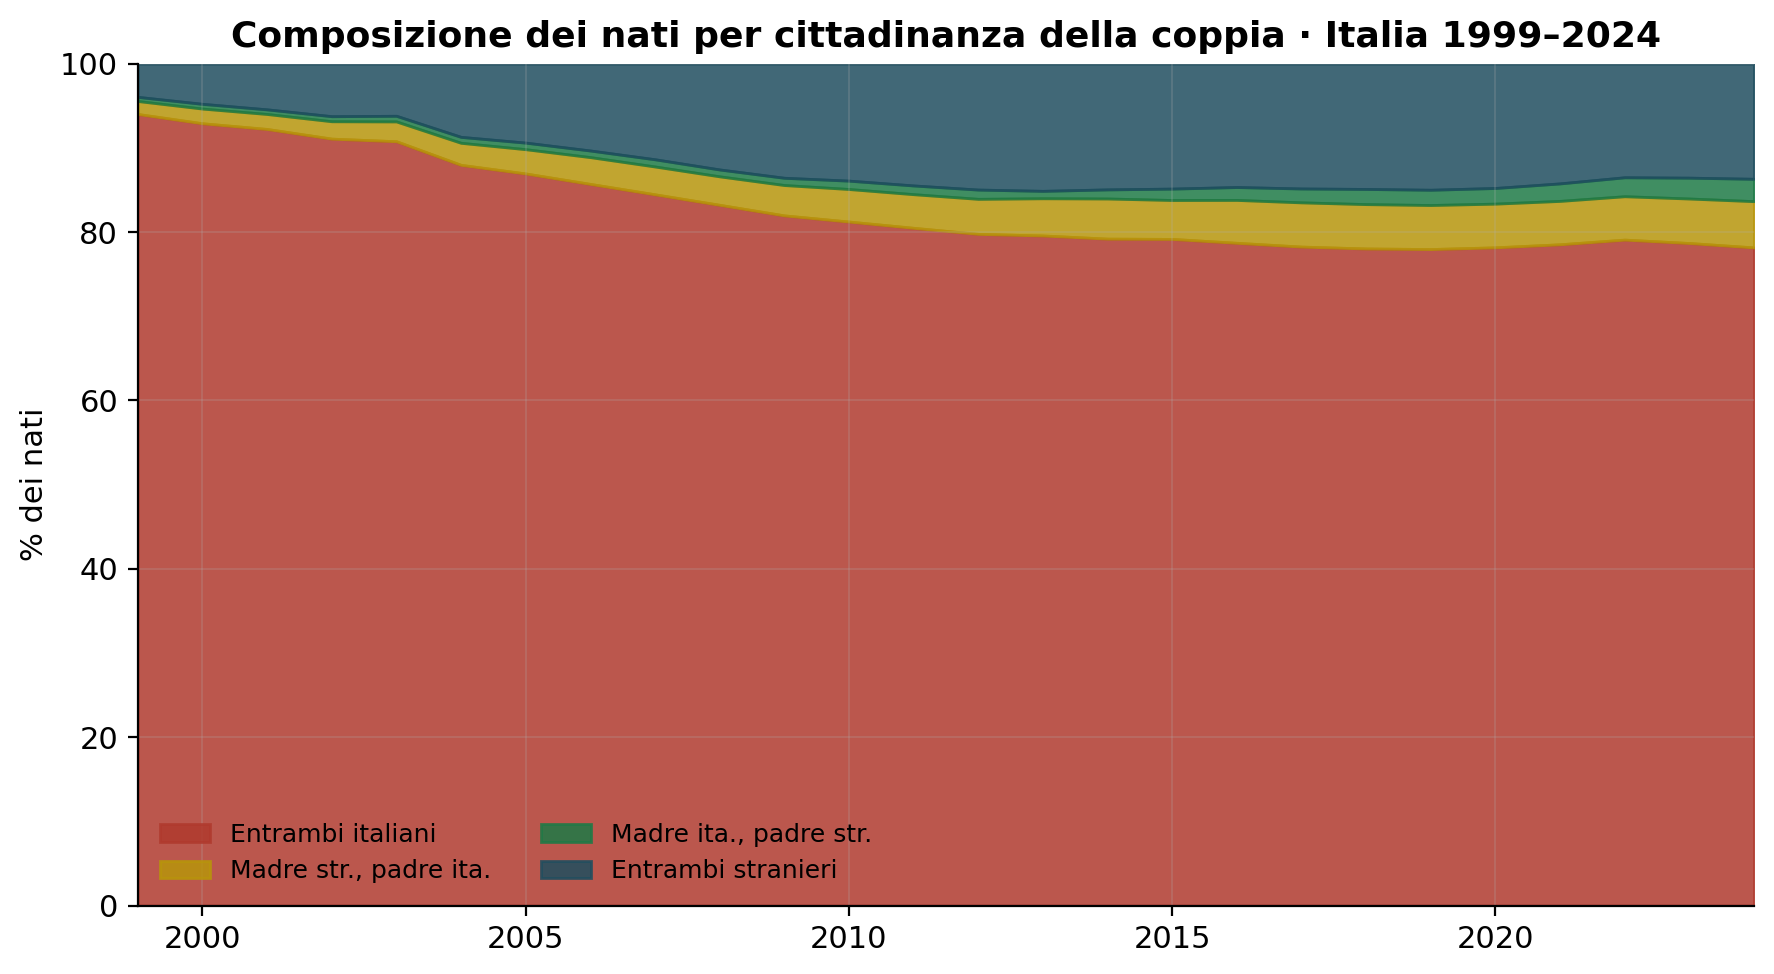 Composizione dei nati per cittadinanza della coppia · Italia 1999–2024
100
80
60
40
20
0
% dei nati
Entrambi italiani
Madre str., padre ita.
Madre ita., padre str.
Entrambi stranieri
2000
2005
2010
2015
2020